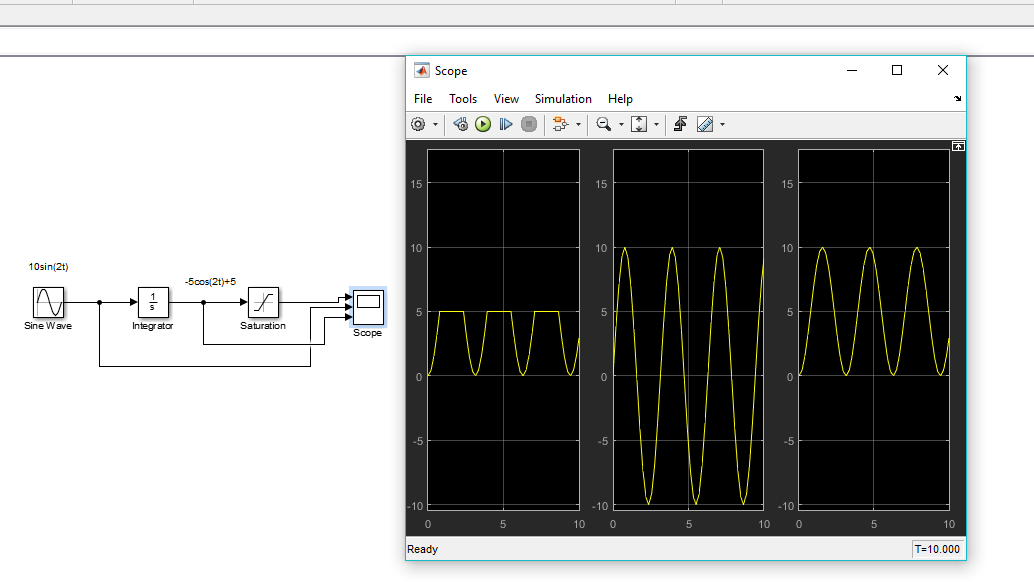 Scope
File Tools View Simulation Help
15 15 15
10 10 10
5 5 5
0 0 0
-5 -5 -5
-10 -10 -10
0 5 10 0 5 10 0 5 10
Ready T=10.000
10sin(2t)
-5cos(2t)+5
1
s
Sine Wave Integrator Saturation Scope